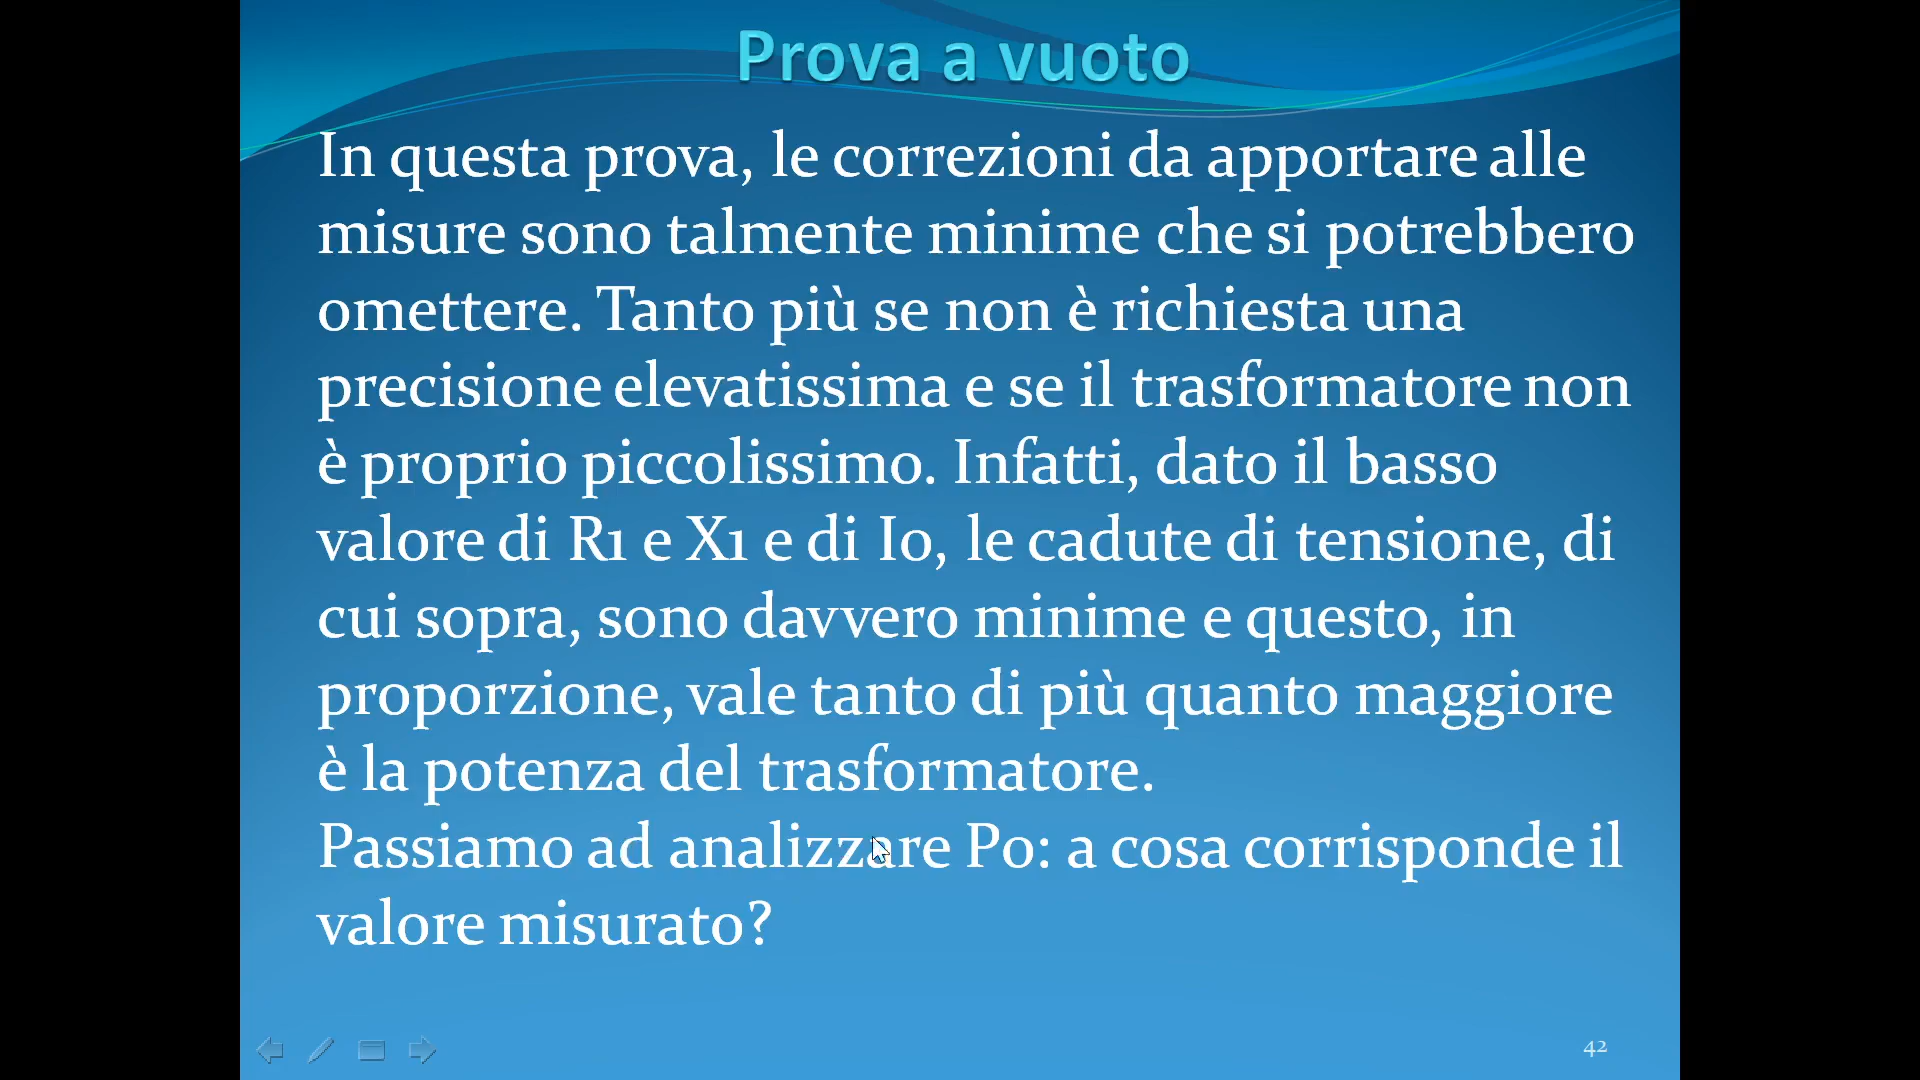 Prova a vuoto
In questa prova, le correzioni da apportare alle
misure sono talmente minime che si potrebbero
omettere. Tanto più se non è richiesta una
precisione elevatissima e se il trasformatore non
è proprio piccolissimo. Infatti, dato il basso
valore di R1 e X1 e di I0, le cadute di tensione, di
cui sopra, sono davvero minime e questo, in
proporzione, vale tanto di più quanto maggiore
è la potenza del trasformatore.
Passiamo ad analizzare P0: a cosa corrisponde il
valore misurato?
42